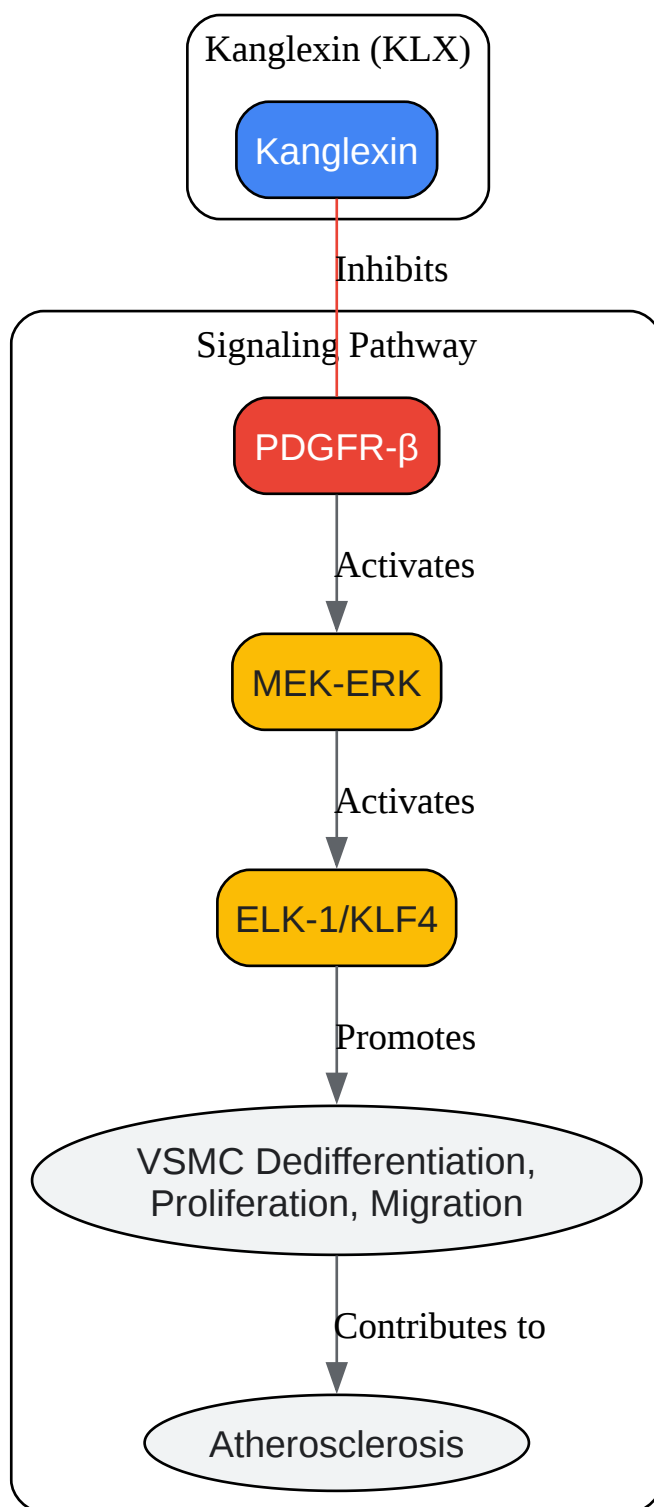 Kanglexin (KLX)
Kanglexin
Inhibits
Signaling Pathway
PDGFR-β
Activates
MEK-ERK
Activates
ELK-1/KLF4
Promotes
VSMC Dedifferentiation,
Proliferation, Migration
Contributes to
Atherosclerosis